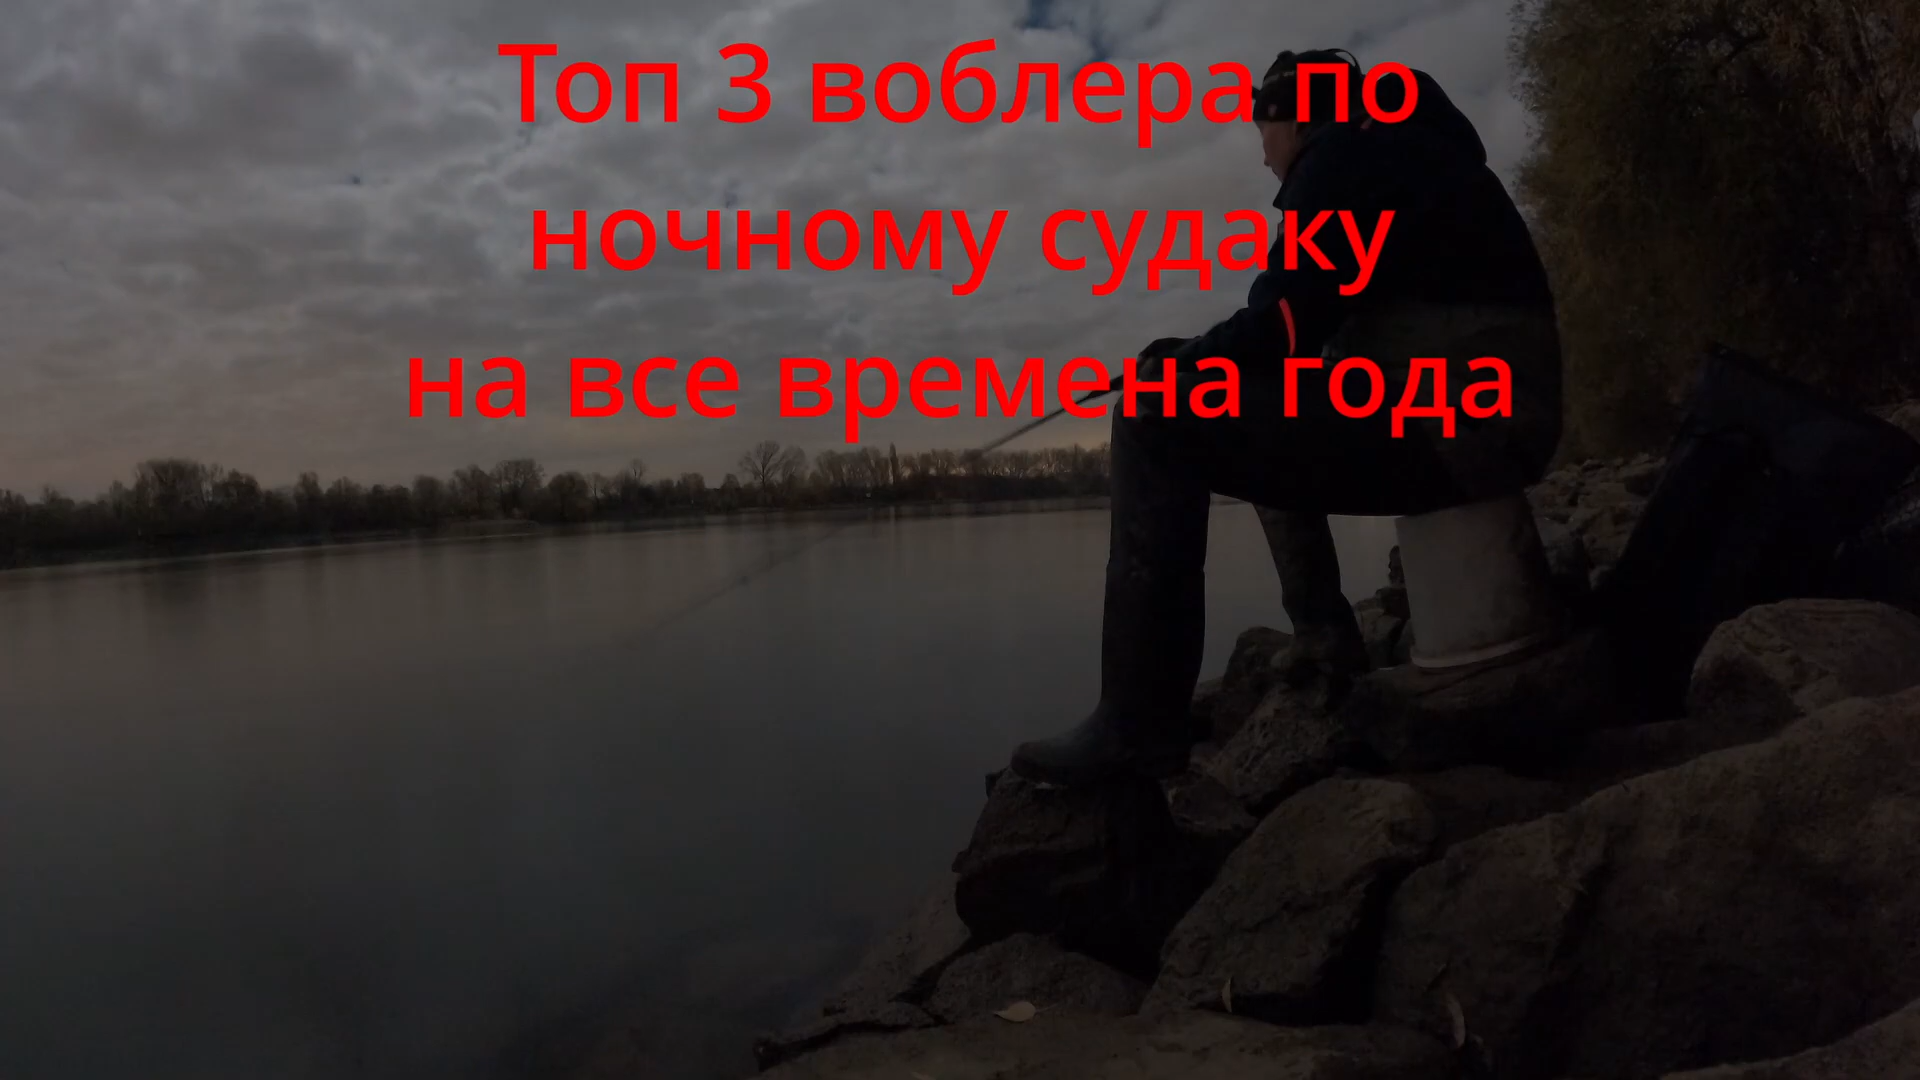 Топ 3 воблера по
ночному судаку
на все времена года